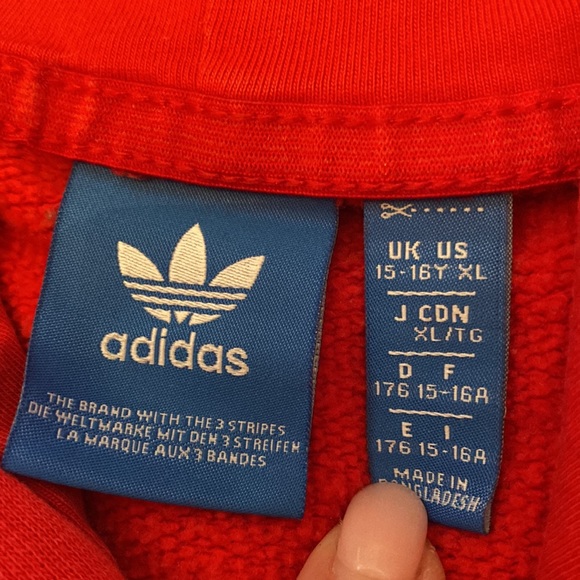 adidas
THE BRAND WITH THE 3 STRIPES
DIE WELTMARKE MIT DEN 3 STREIFEN
LA MARQUE AUX 3 BANDES
UK US
15-16Y XL
J CDN
XL/TG
D F
176 15-16A
E I
176 15-16A
MADE IN
BANGLADESH